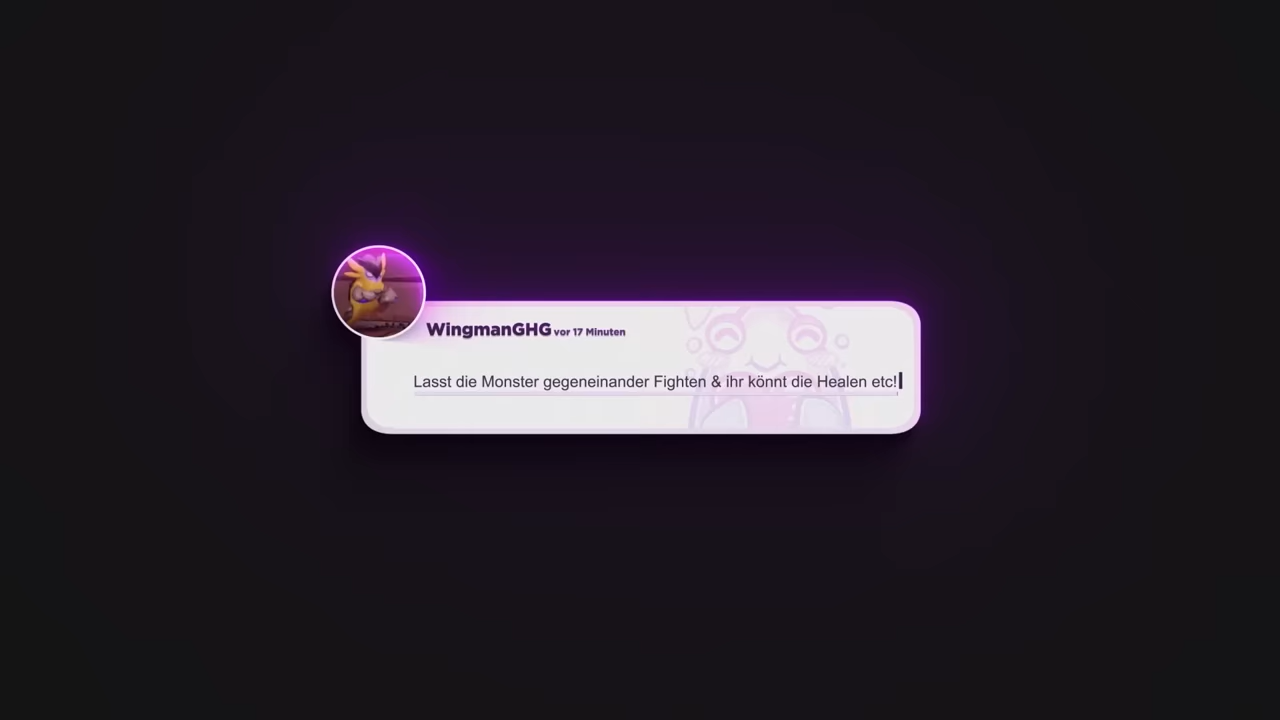 WingmanGHG vor 17 Minuten
Lasst die Monster gegeneinander Fighten & ihr könnt die Healen etc!